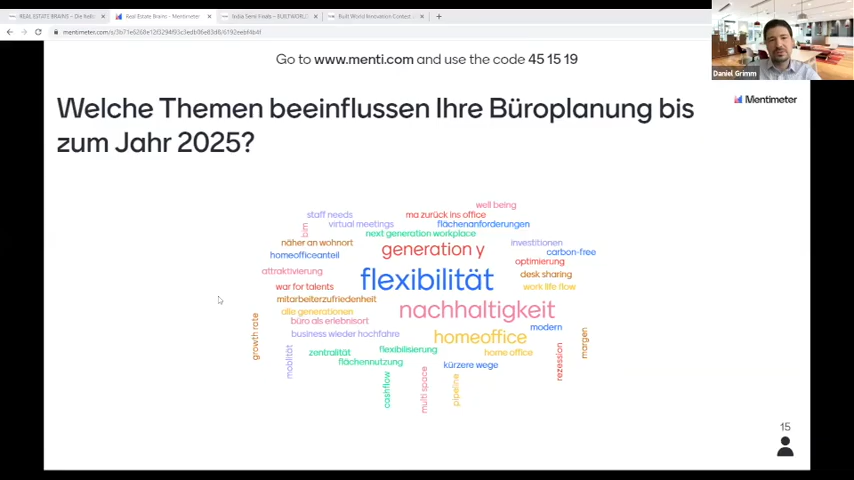 REAL ESTATE BRAINS – Die halb
Real Estate Brains - Mentimeter
India Semi Finals – BUILTWORLD
Built World Innovation Contest
Go to www.menti.com and use the code 45 15 19
Daniel Grimm
Welche Themen beeinflussen Ihre Büroplanung bis
zum Jahr 2025?
Mentimeter
well being
staff needs
ma zurück ins office
virtual meetings
flächenanforderungen
bim
next generation workplace
näher an wohnort
generation y
investitionen
homeofficeanteil
carbon-free
optimierung
attraktivierung
flexibilität
desk sharing
war for talents
work life flow
mitarbeiterzufriedenheit
nachhaltigkeit
alle generationen
büro als erlebnisort
modern
growth rate
business wieder hochfahre
homeoffice
margen
moblität
zentralität
flexibilisierung
home office
rezession
flächennutzung
kürzere wege
cashflow
multi space
pipeline
15